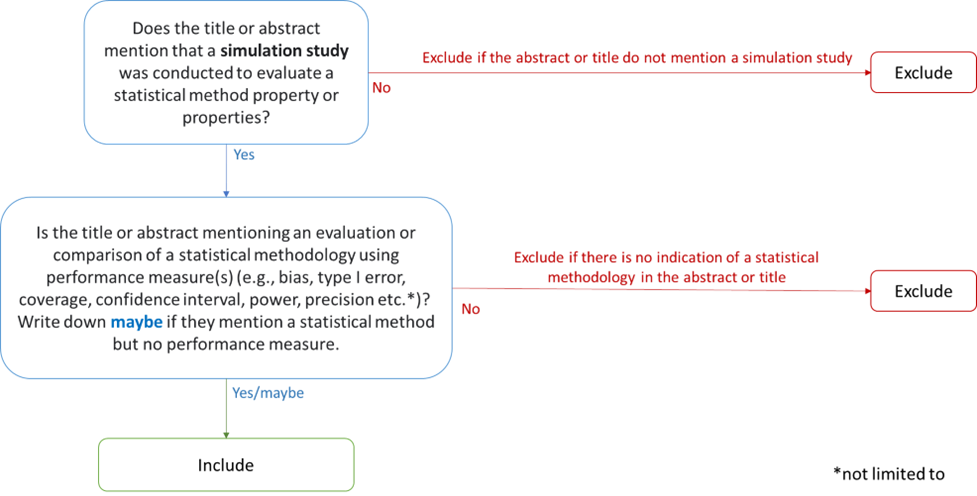 Does the title or abstract
mention that a simulation study
was conducted to evaluate a
statistical method property or
properties?
Exclude if the abstract or title do not mention a simulation study
No
Exclude
Yes
Is the title or abstract mentioning an evaluation or
comparison of a statistical methodology using
performance measure(s) (e.g., bias, type I error,
coverage, confidence interval, power, precision etc.*)?
Write down maybe if they mention a statistical method
but no performance measure.
Exclude if there is no indication of a statistical
methodology in the abstract or title
No
Exclude
Yes/maybe
Include
*not limited to